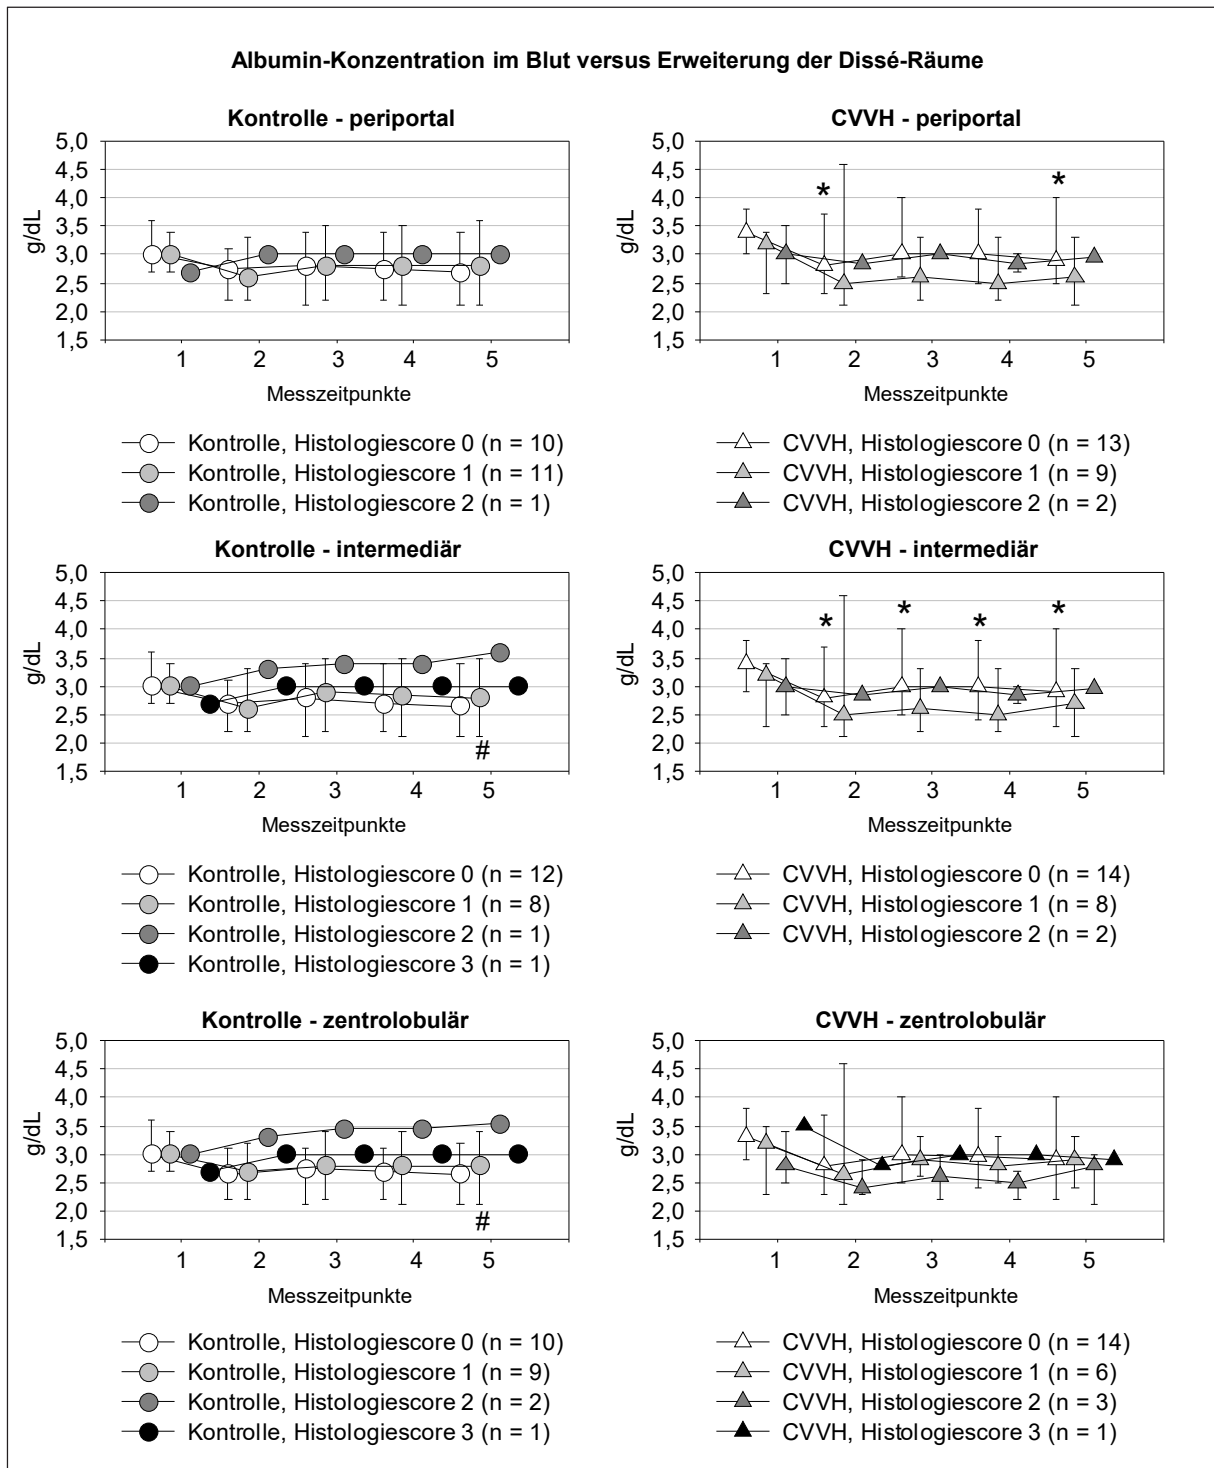 Albumin-Konzentration im Blut versus Erweiterung der Dissé-Räume
Kontrolle - periportal
5,0
4,5
4,0
3,5
3,0
2,5
2,0
1,5
g/dL
1 2 3 4 5
Messzeitpunkte
Kontrolle, Histologiescore 0 (n = 10)
Kontrolle, Histologiescore 1 (n = 11)
Kontrolle, Histologiescore 2 (n = 1)
CVVH - periportal
5,0
4,5
4,0
3,5
3,0
2,5
2,0
1,5
g/dL
* *
1 2 3 4 5
Messzeitpunkte
CVVH, Histologiescore 0 (n = 13)
CVVH, Histologiescore 1 (n = 9)
CVVH, Histologiescore 2 (n = 2)
Kontrolle - intermediär
5,0
4,5
4,0
3,5
3,0
2,5
2,0
1,5
g/dL
#
1 2 3 4 5
Messzeitpunkte
Kontrolle, Histologiescore 0 (n = 12)
Kontrolle, Histologiescore 1 (n = 8)
Kontrolle, Histologiescore 2 (n = 1)
Kontrolle, Histologiescore 3 (n = 1)
CVVH - intermediär
5,0
4,5
4,0
3,5
3,0
2,5
2,0
1,5
g/dL
* * * *
1 2 3 4 5
Messzeitpunkte
CVVH, Histologiescore 0 (n = 14)
CVVH, Histologiescore 1 (n = 8)
CVVH, Histologiescore 2 (n = 2)
Kontrolle - zentrolobulär
5,0
4,5
4,0
3,5
3,0
2,5
2,0
1,5
g/dL
#
1 2 3 4 5
Messzeitpunkte
Kontrolle, Histologiescore 0 (n = 10)
Kontrolle, Histologiescore 1 (n = 9)
Kontrolle, Histologiescore 2 (n = 2)
Kontrolle, Histologiescore 3 (n = 1)
CVVH - zentrolobulär
5,0
4,5
4,0
3,5
3,0
2,5
2,0
1,5
g/dL
1 2 3 4 5
Messzeitpunkte
CVVH, Histologiescore 0 (n = 14)
CVVH, Histologiescore 1 (n = 6)
CVVH, Histologiescore 2 (n = 3)
CVVH, Histologiescore 3 (n = 1)